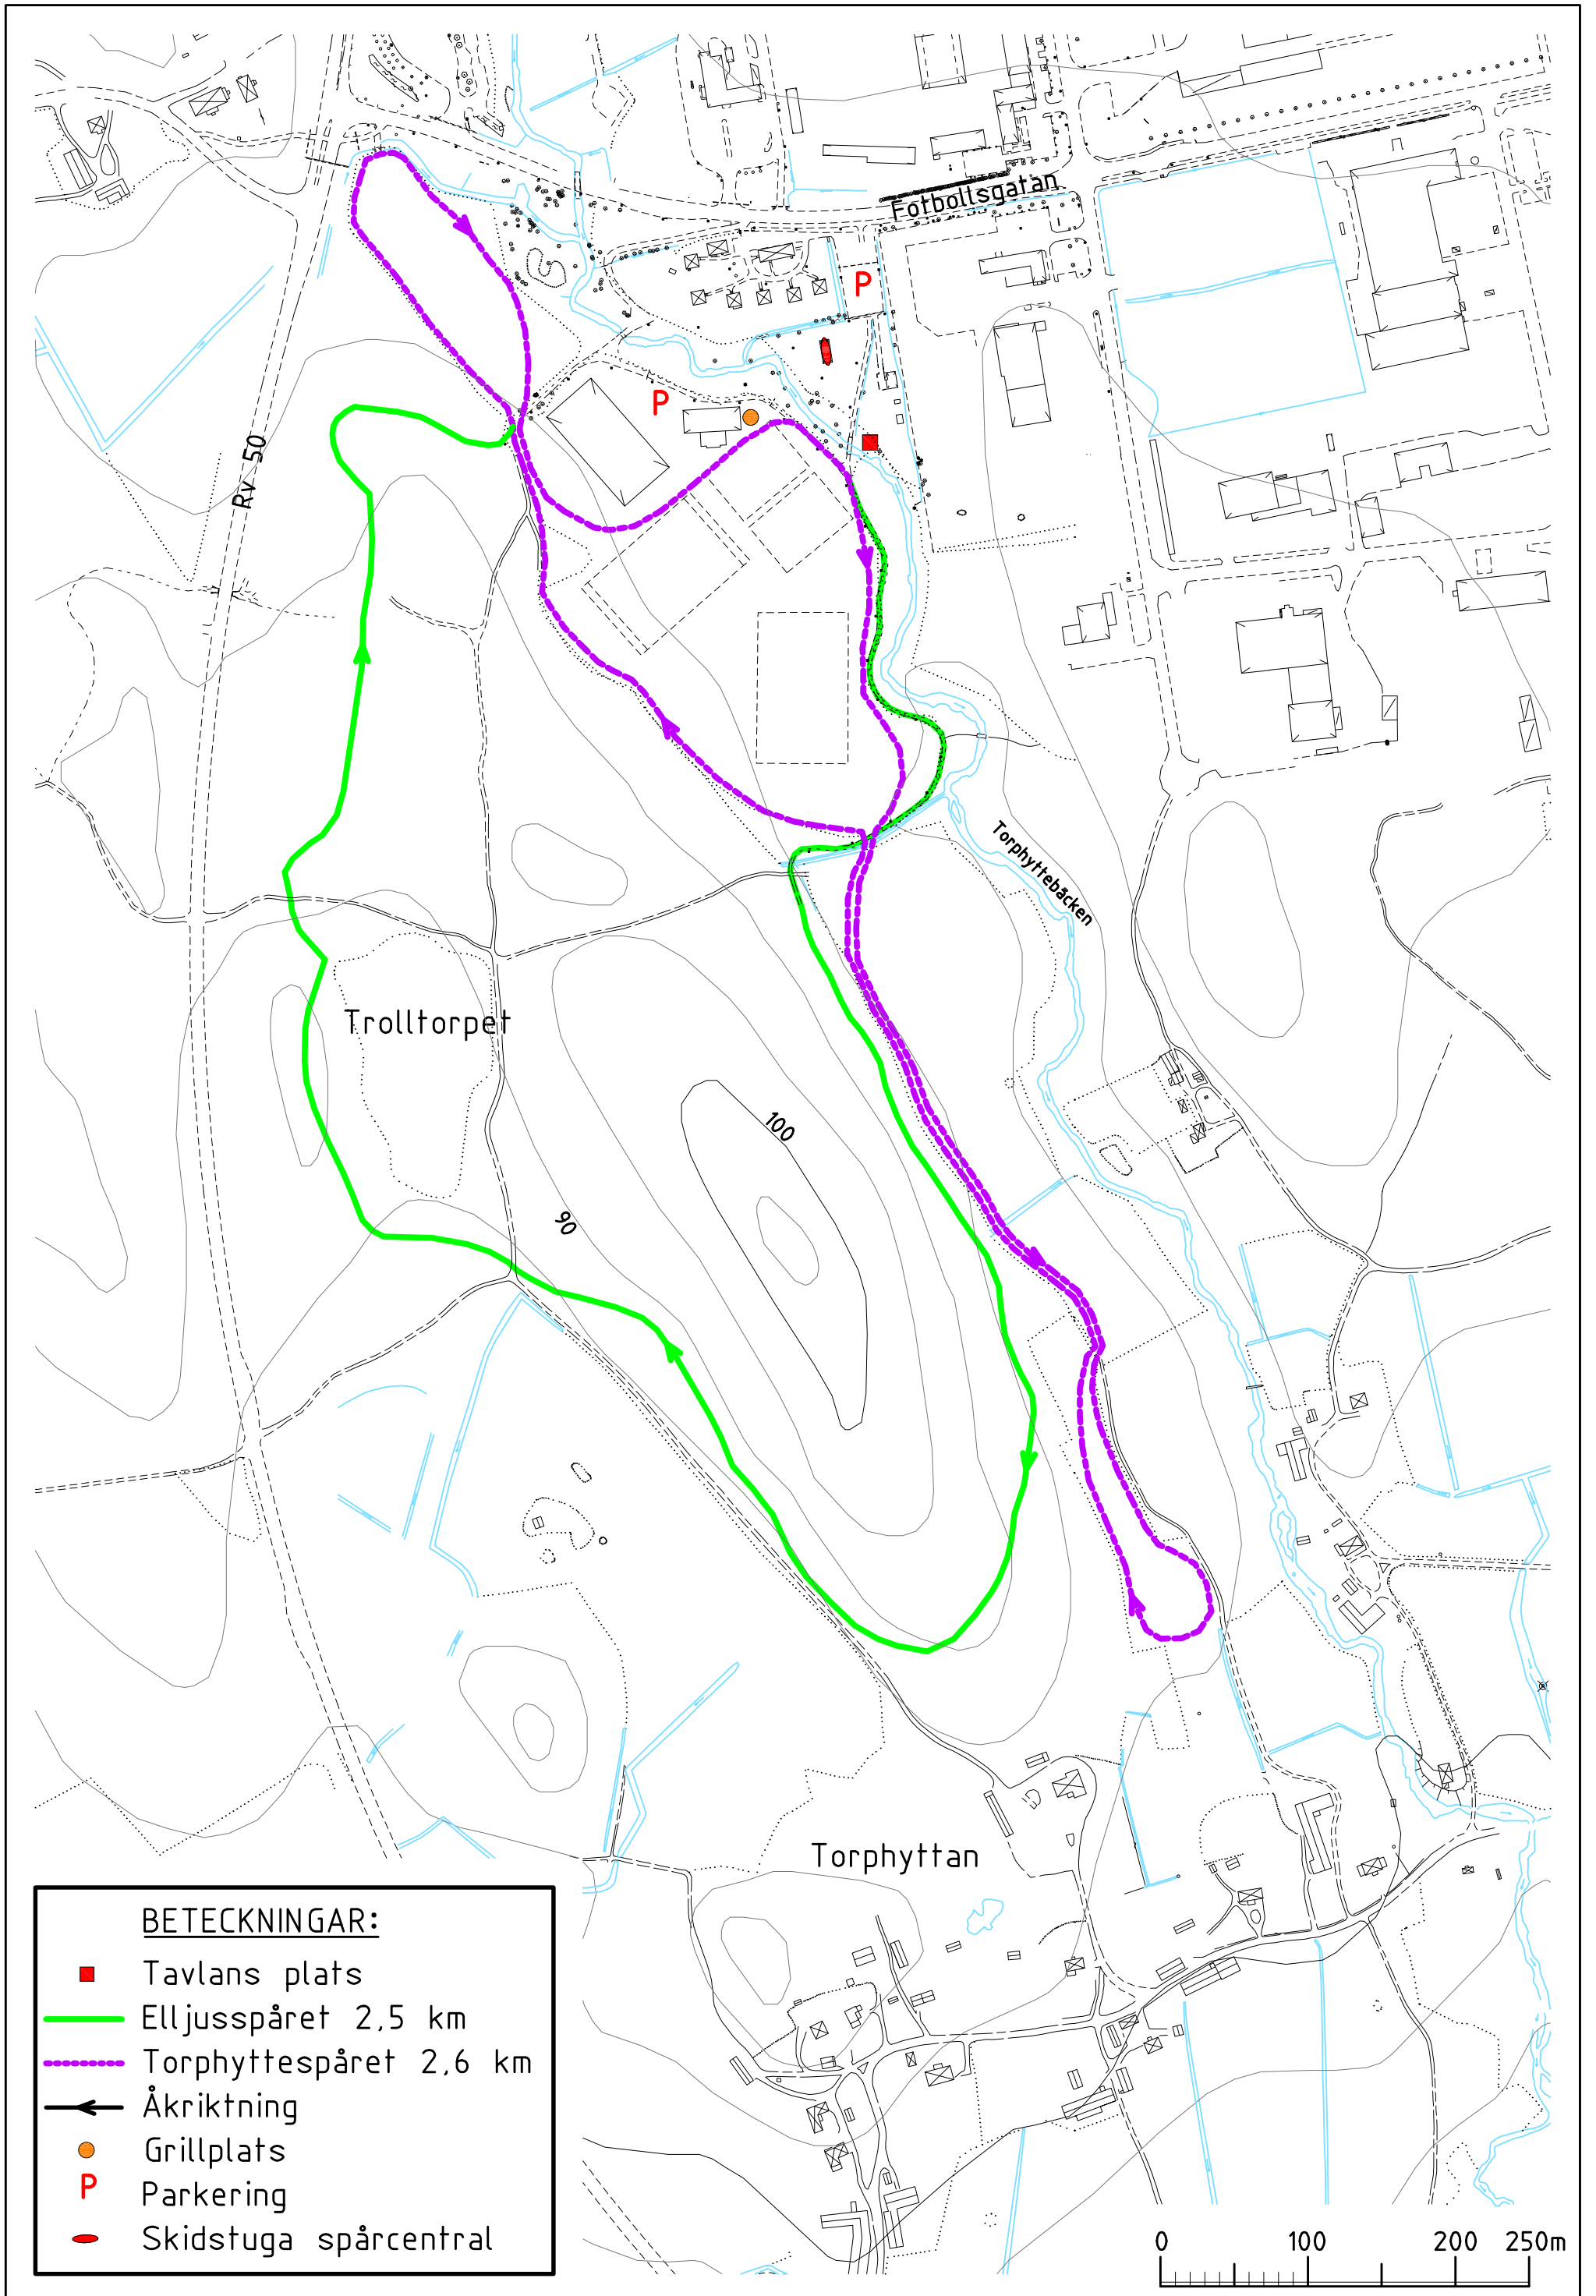 Fotbollsgatan
P
P
Rv 50
Torphyttebäcken
Trolltorpet
100
90
Torphyttan
BETECKNINGAR:
Tavlans plats
Elljusspåret 2,5 km
Torphyttespåret 2,6 km
Åkriktning
Grillplats
P Parkering
Skidstuga spårcentral
0 100 200 250m